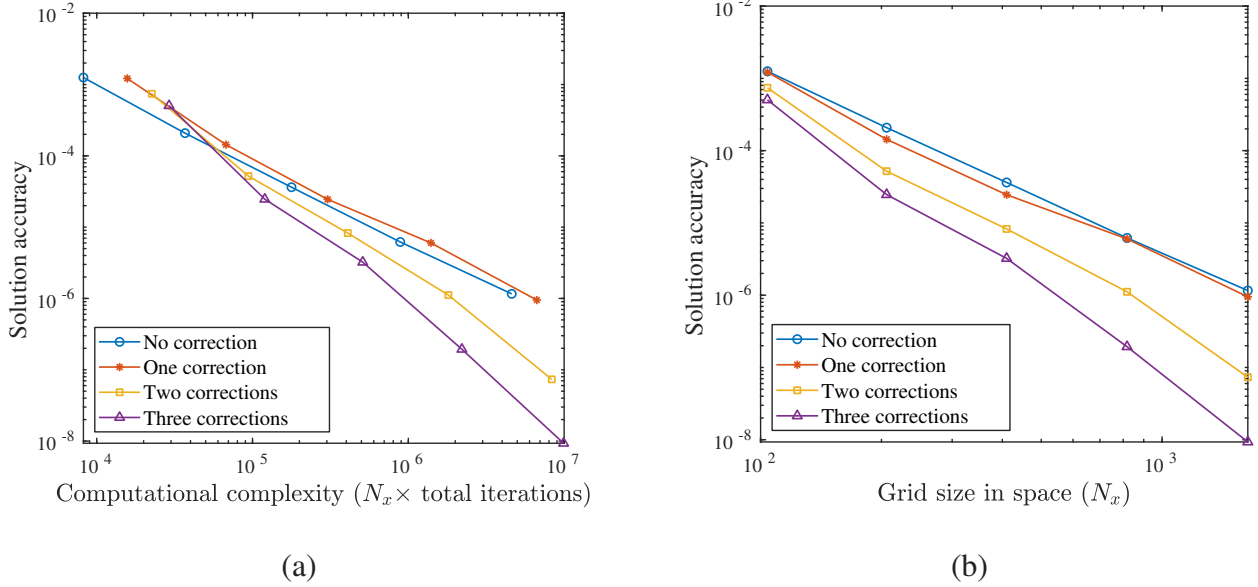 10^-2
10^-4
10^-6
10^-8
Solution accuracy
No correction
One correction
Two corrections
Three corrections
10^4 10^5 10^6 10^7
Computational complexity (N_x × total iterations)
(a)
10^-2
10^-4
10^-6
10^-8
Solution accuracy
No correction
One correction
Two corrections
Three corrections
10^2 10^3
Grid size in space (N_x)
(b)